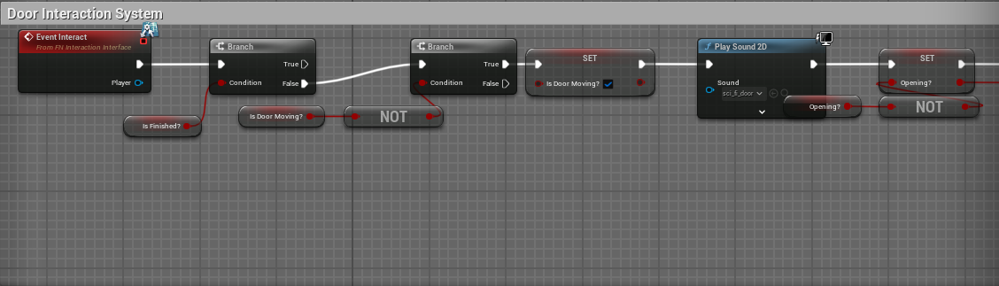 Door Interaction System
Event Interact
From FN Interaction Interface
Player
Branch
True
Condition
False
Is Finished?
Is Door Moving?
NOT
Branch
True
Condition
False
SET
Is Door Moving?
Play Sound 2D
Sound
sci_fi_door
Opening?
SET
Opening?
NOT